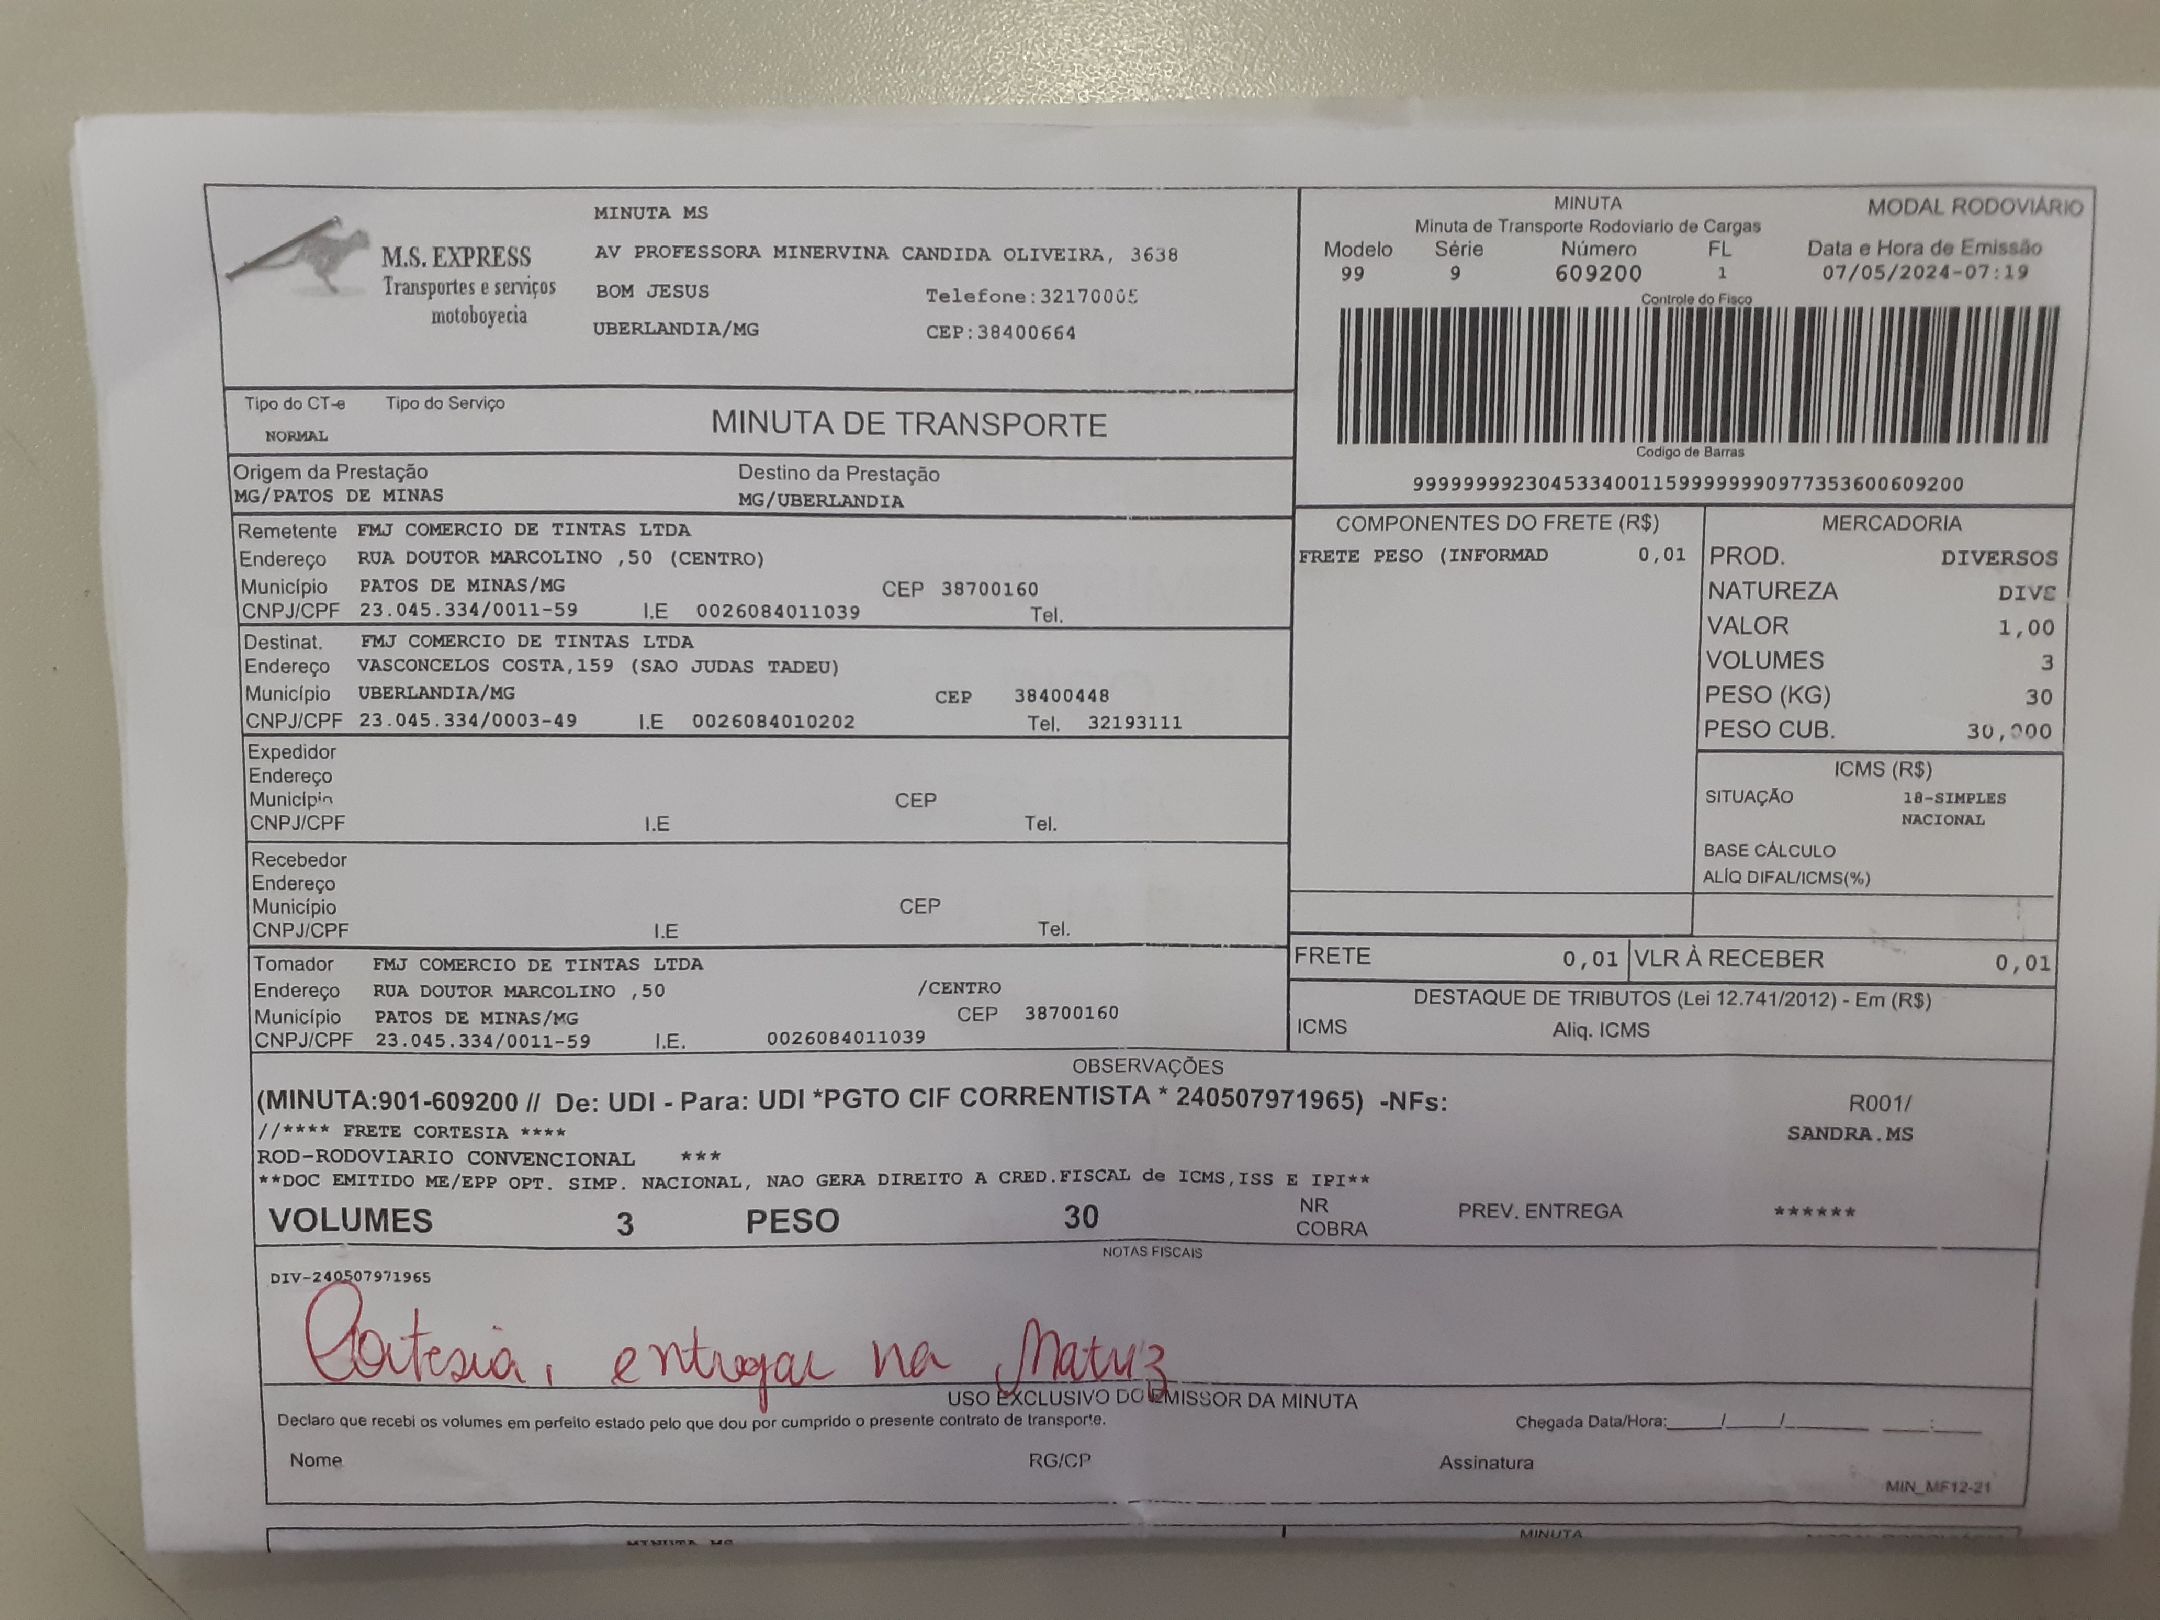 M.S. EXPRESS
Transportes e serviços
motoboyecia
MINUTA MS
AV PROFESSORA MINERVINA CANDIDA OLIVEIRA, 3638
BOM JESUS Telefone:32170005
UBERLANDIA/MG CEP:38400664
MINUTA MODAL RODOVIÁRIO
Minuta de Transporte Rodoviario de Cargas
Modelo Série Número FL Data e Hora de Emissão
99 9 609200 1 07/05/2024-07:19
Controle do Fisco
Codigo de Barras
99999999230453340011599999999097735360060​9200
Tipo do CT-e Tipo do Serviço
NORMAL
MINUTA DE TRANSPORTE
Origem da Prestação Destino da Prestação
MG/PATOS DE MINAS MG/UBERLANDIA
Remetente FMJ COMERCIO DE TINTAS LTDA
Endereço RUA DOUTOR MARCOLINO ,50 (CENTRO)
Município PATOS DE MINAS/MG CEP 38700160
CNPJ/CPF 23.045.334/0011-59 I.E 0026084011039 Tel.
Destinat. FMJ COMERCIO DE TINTAS LTDA
Endereço VASCONCELOS COSTA,159 (SAO JUDAS TADEU)
Município UBERLANDIA/MG CEP 38400448
CNPJ/CPF 23.045.334/0003-49 I.E 0026084010202 Tel. 32193111
Expedidor
Endereço
Município CEP
CNPJ/CPF I.E Tel.
Recebedor
Endereço
Município CEP
CNPJ/CPF I.E Tel.
Tomador FMJ COMERCIO DE TINTAS LTDA
Endereço RUA DOUTOR MARCOLINO ,50 /CENTRO
Município PATOS DE MINAS/MG CEP 38700160
CNPJ/CPF 23.045.334/0011-59 I.E. 0026084011039
COMPONENTES DO FRETE (R$)
FRETE PESO (INFORMAD 0,01
MERCADORIA
PROD. DIVERSOS
NATUREZA DIVE
VALOR 1,00
VOLUMES 3
PESO (KG) 30
PESO CUB. 30,000
ICMS (R$)
SITUAÇÃO 18-SIMPLES
NACIONAL
BASE CÁLCULO
ALÍQ DIFAL/ICMS(%)
FRETE 0,01 VLR À RECEBER 0,01
DESTAQUE DE TRIBUTOS (Lei 12.741/2012) - Em (R$)
ICMS Aliq. ICMS
OBSERVAÇÕES
(MINUTA:901-609200 // De: UDI - Para: UDI *PGTO CIF CORRENTISTA * 240507971965) -NFs: R001/
//**** FRETE CORTESIA **** SANDRA.MS
ROD-RODOVIARIO CONVENCIONAL ***
**DOC EMITIDO ME/EPP OPT. SIMP. NACIONAL, NAO GERA DIREITO A CRED.FISCAL de ICMS,ISS E IPI**
VOLUMES 3 PESO 30 NR COBRA PREV. ENTREGA ******
NOTAS FISCAIS
DIV-240507971965
Cortesia, entregar na Matriz
USO EXCLUSIVO DO EMISSOR DA MINUTA
Declaro que recebi os volumes em perfeito estado pelo que dou por cumprido o presente contrato de transporte. Chegada Data/Hora:____/____/____ ____:____
Nome RG/CP Assinatura
MIN_MF12-21
MINUTA MS MINUTA MODAL RODOVIÁRIO